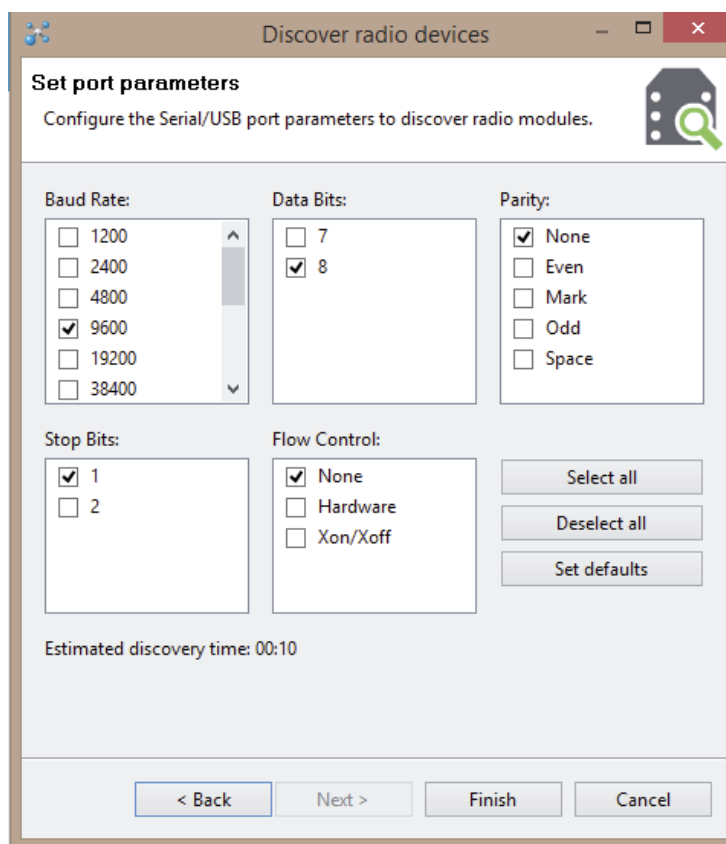 Discover radio devices
Set port parameters
Configure the Serial/USB port parameters to discover radio modules.
Baud Rate:
1200
2400
4800
9600
19200
38400
Data Bits:
7
8
Parity:
None
Even
Mark
Odd
Space
Stop Bits:
1
2
Flow Control:
None
Hardware
Xon/Xoff
Select all
Deselect all
Set defaults
Estimated discovery time: 00:10
< Back
Next >
Finish
Cancel